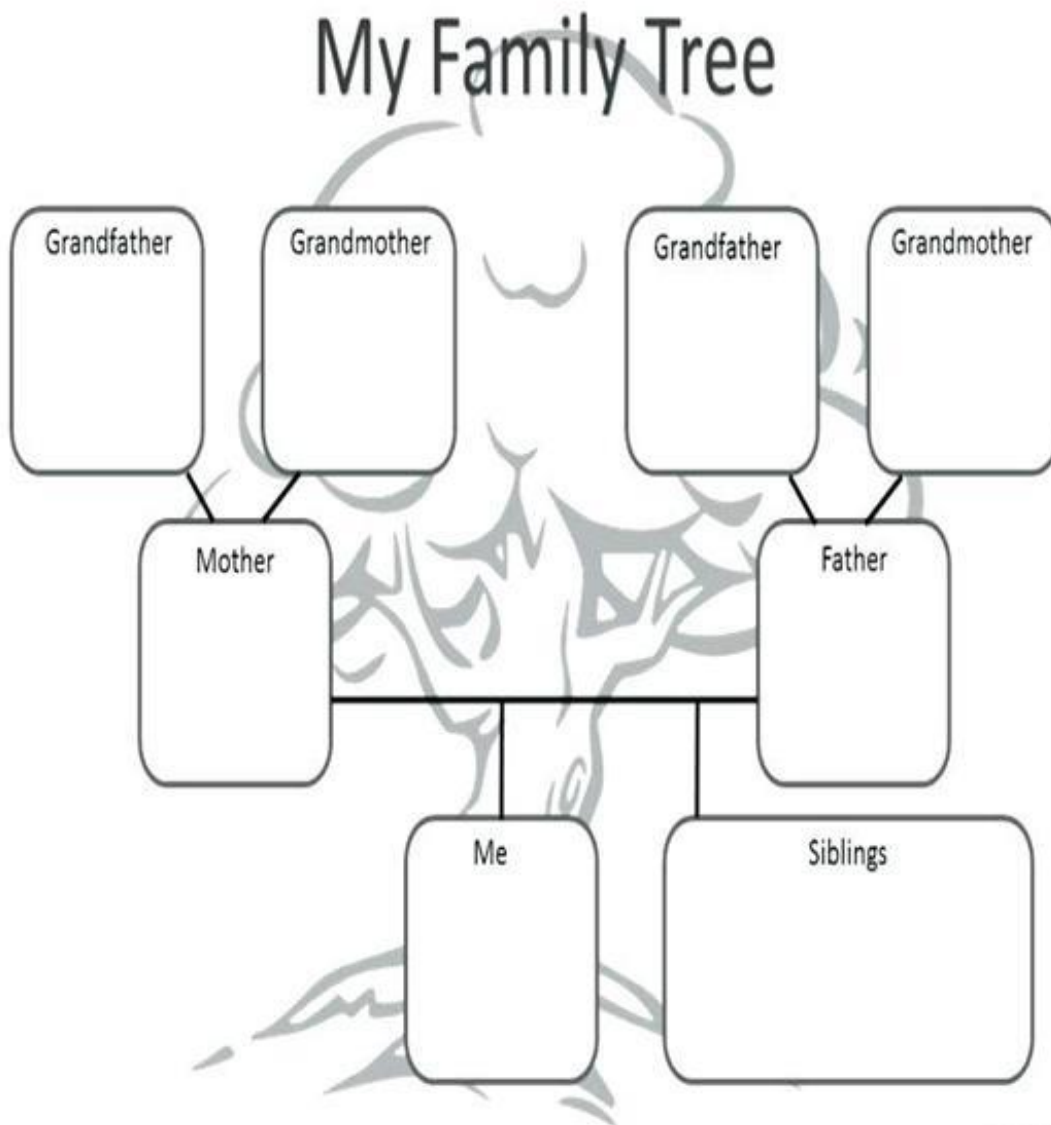 My Family Tree
Grandfather
Grandmother
Grandfather
Grandmother
Mother
Father
Me
Siblings